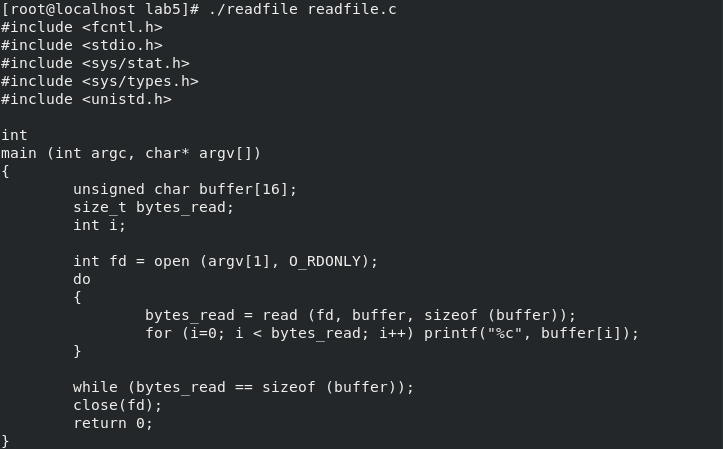 [root@localhost lab5]# ./readfile readfile.c
#include <fcntl.h>
#include <stdio.h>
#include <sys/stat.h>
#include <sys/types.h>
#include <unistd.h>

int
main (int argc, char* argv[])
{
        unsigned char buffer[16];
        size_t bytes_read;
        int i;

        int fd = open (argv[1], O_RDONLY);
        do
        {
                bytes_read = read (fd, buffer, sizeof (buffer));
                for (i=0; i < bytes_read; i++) printf("%c", buffer[i]);
        }

        while (bytes_read == sizeof (buffer));
        close(fd);
        return 0;
}